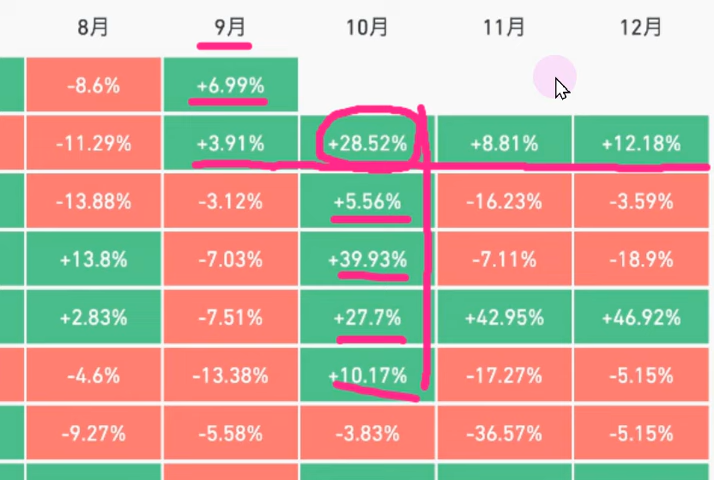 8月 9月 10月 11月 12月
-8.6% +6.99%
-11.29% +3.91% +28.52% +8.81% +12.18%
-13.88% -3.12% +5.56% -16.23% -3.59%
+13.8% -7.03% +39.93% -7.11% -18.9%
+2.83% -7.51% +27.7% +42.95% +46.92%
-4.6% -13.38% +10.17% -17.27% -5.15%
-9.27% -5.58% -3.83% -36.57% -5.15%